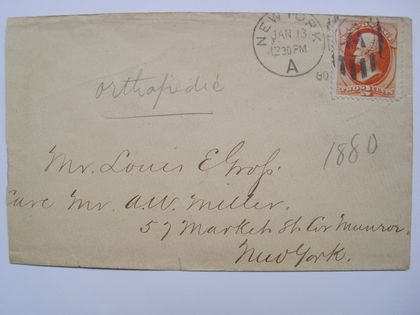 NEW YORK
JAN 13
12 30 PM
A
80
orthopedic
1880
Mr. Louis E Gross.
Care Mr. A.W. Miller.
57 Market St. Cor Monroe.
New York.